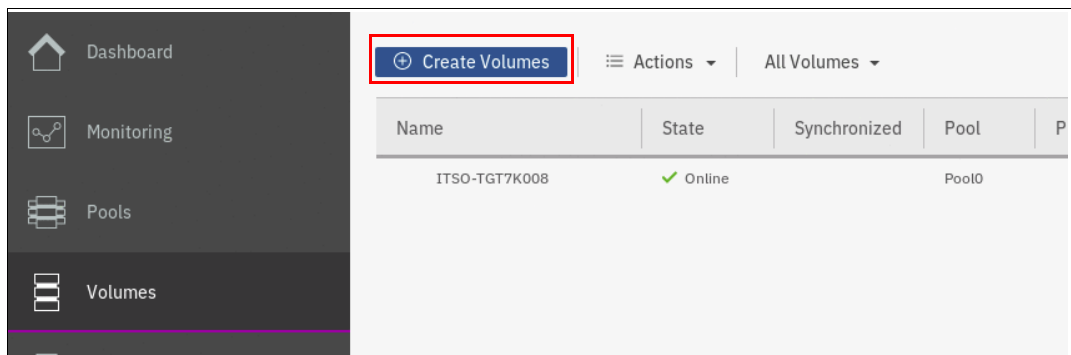 Dashboard
Monitoring
Pools
Volumes
Create Volumes Actions All Volumes
Name State Synchronized Pool P
ITSO-TGT7K008 Online Pool0